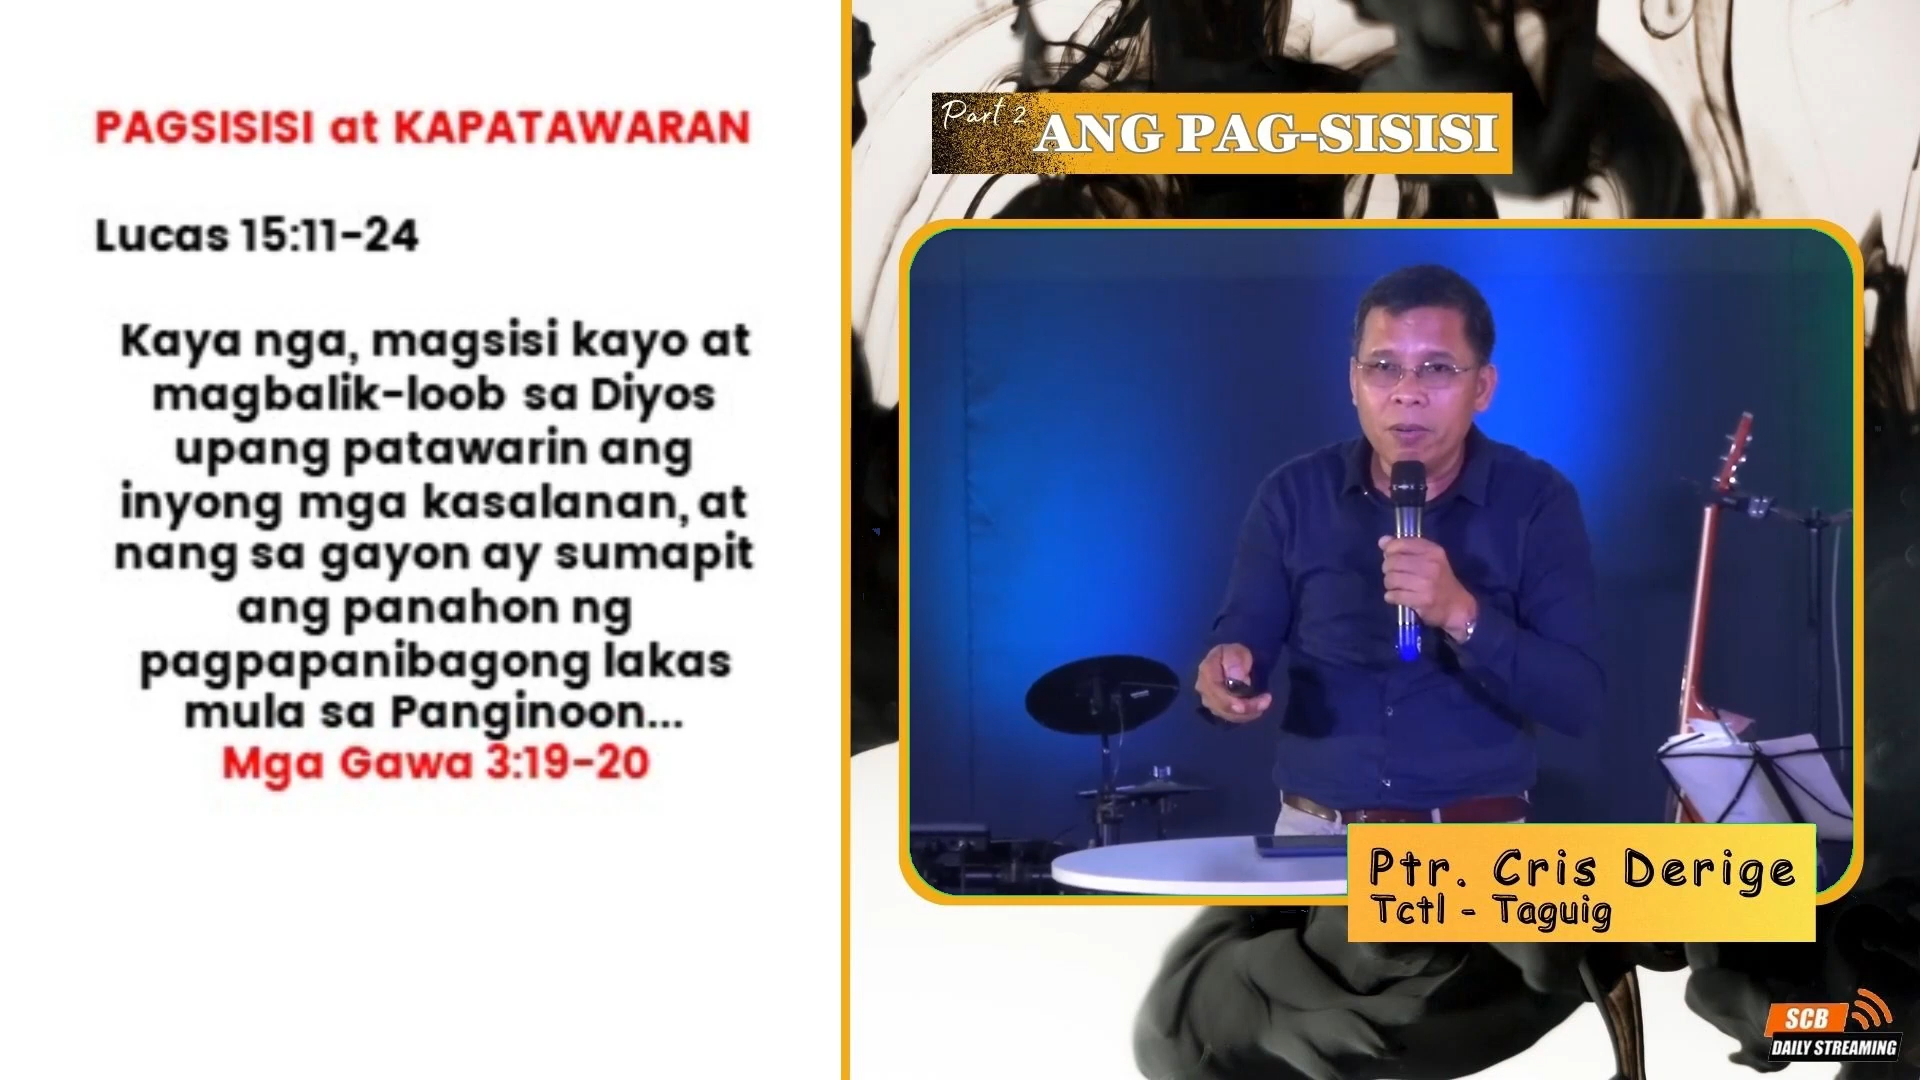 PAGSISISI at KAPATAWARAN
Lucas 15:11-24
Kaya nga, magsisi kayo at
magbalik-loob sa Diyos
upang patawarin ang
inyong mga kasalanan, at
nang sa gayon ay sumapit
ang panahon ng
pagpapanibagong lakas
mula sa Panginoon...
Mga Gawa 3:19-20
Part 2
ANG PAG-SISISI
Ptr. Cris Derige
Tctl - Taguig
SCB
DAILY STREAMING